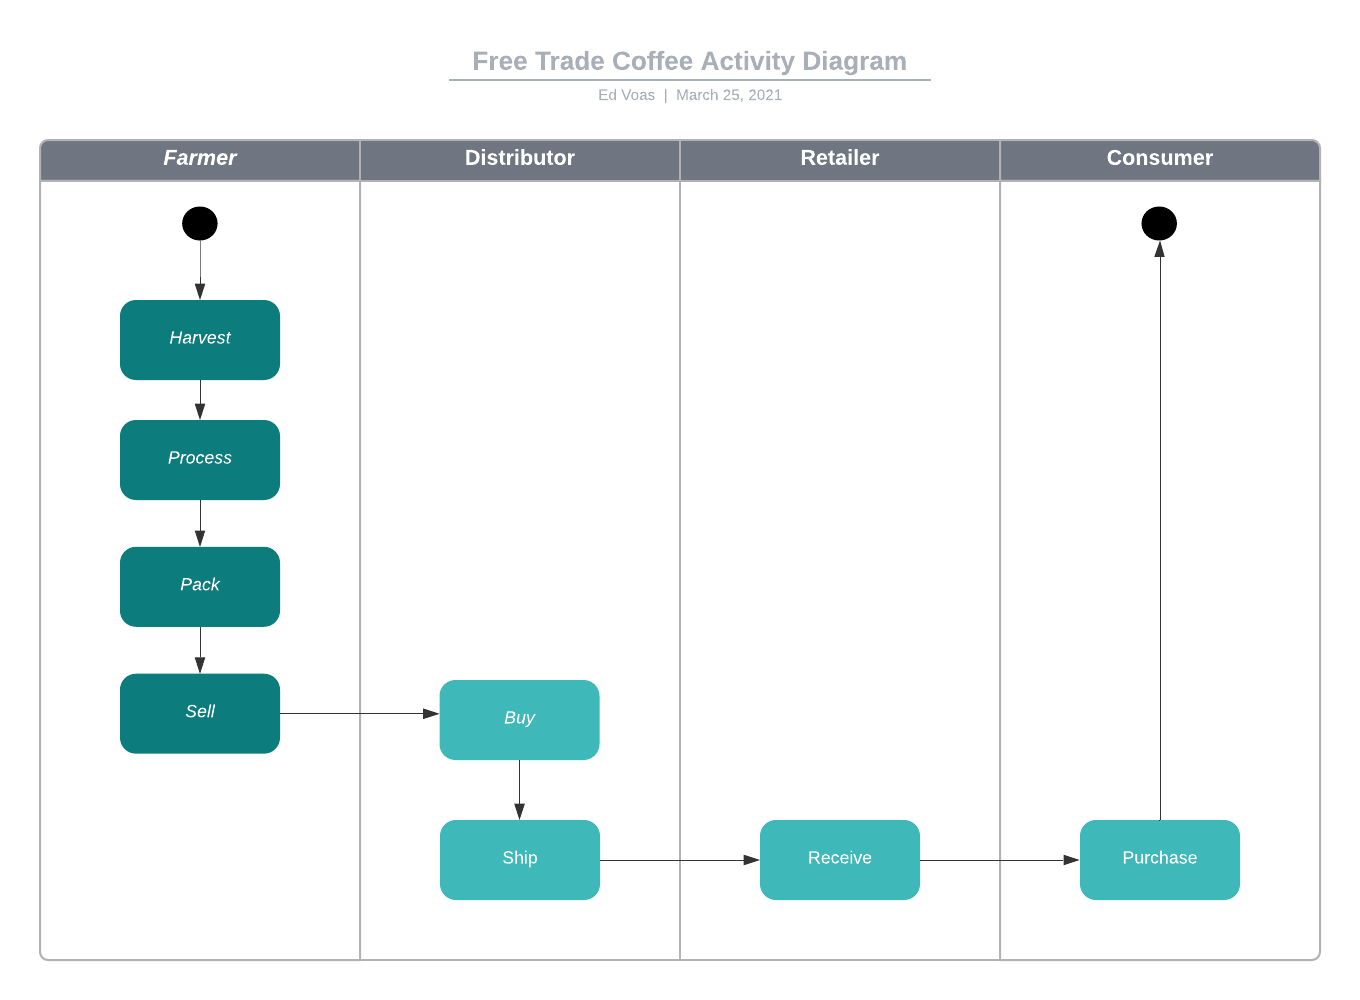 Free Trade Coffee Activity Diagram
Ed Voas | March 25, 2021
Farmer
Distributor
Retailer
Consumer
Harvest
Process
Pack
Sell
Buy
Ship
Receive
Purchase